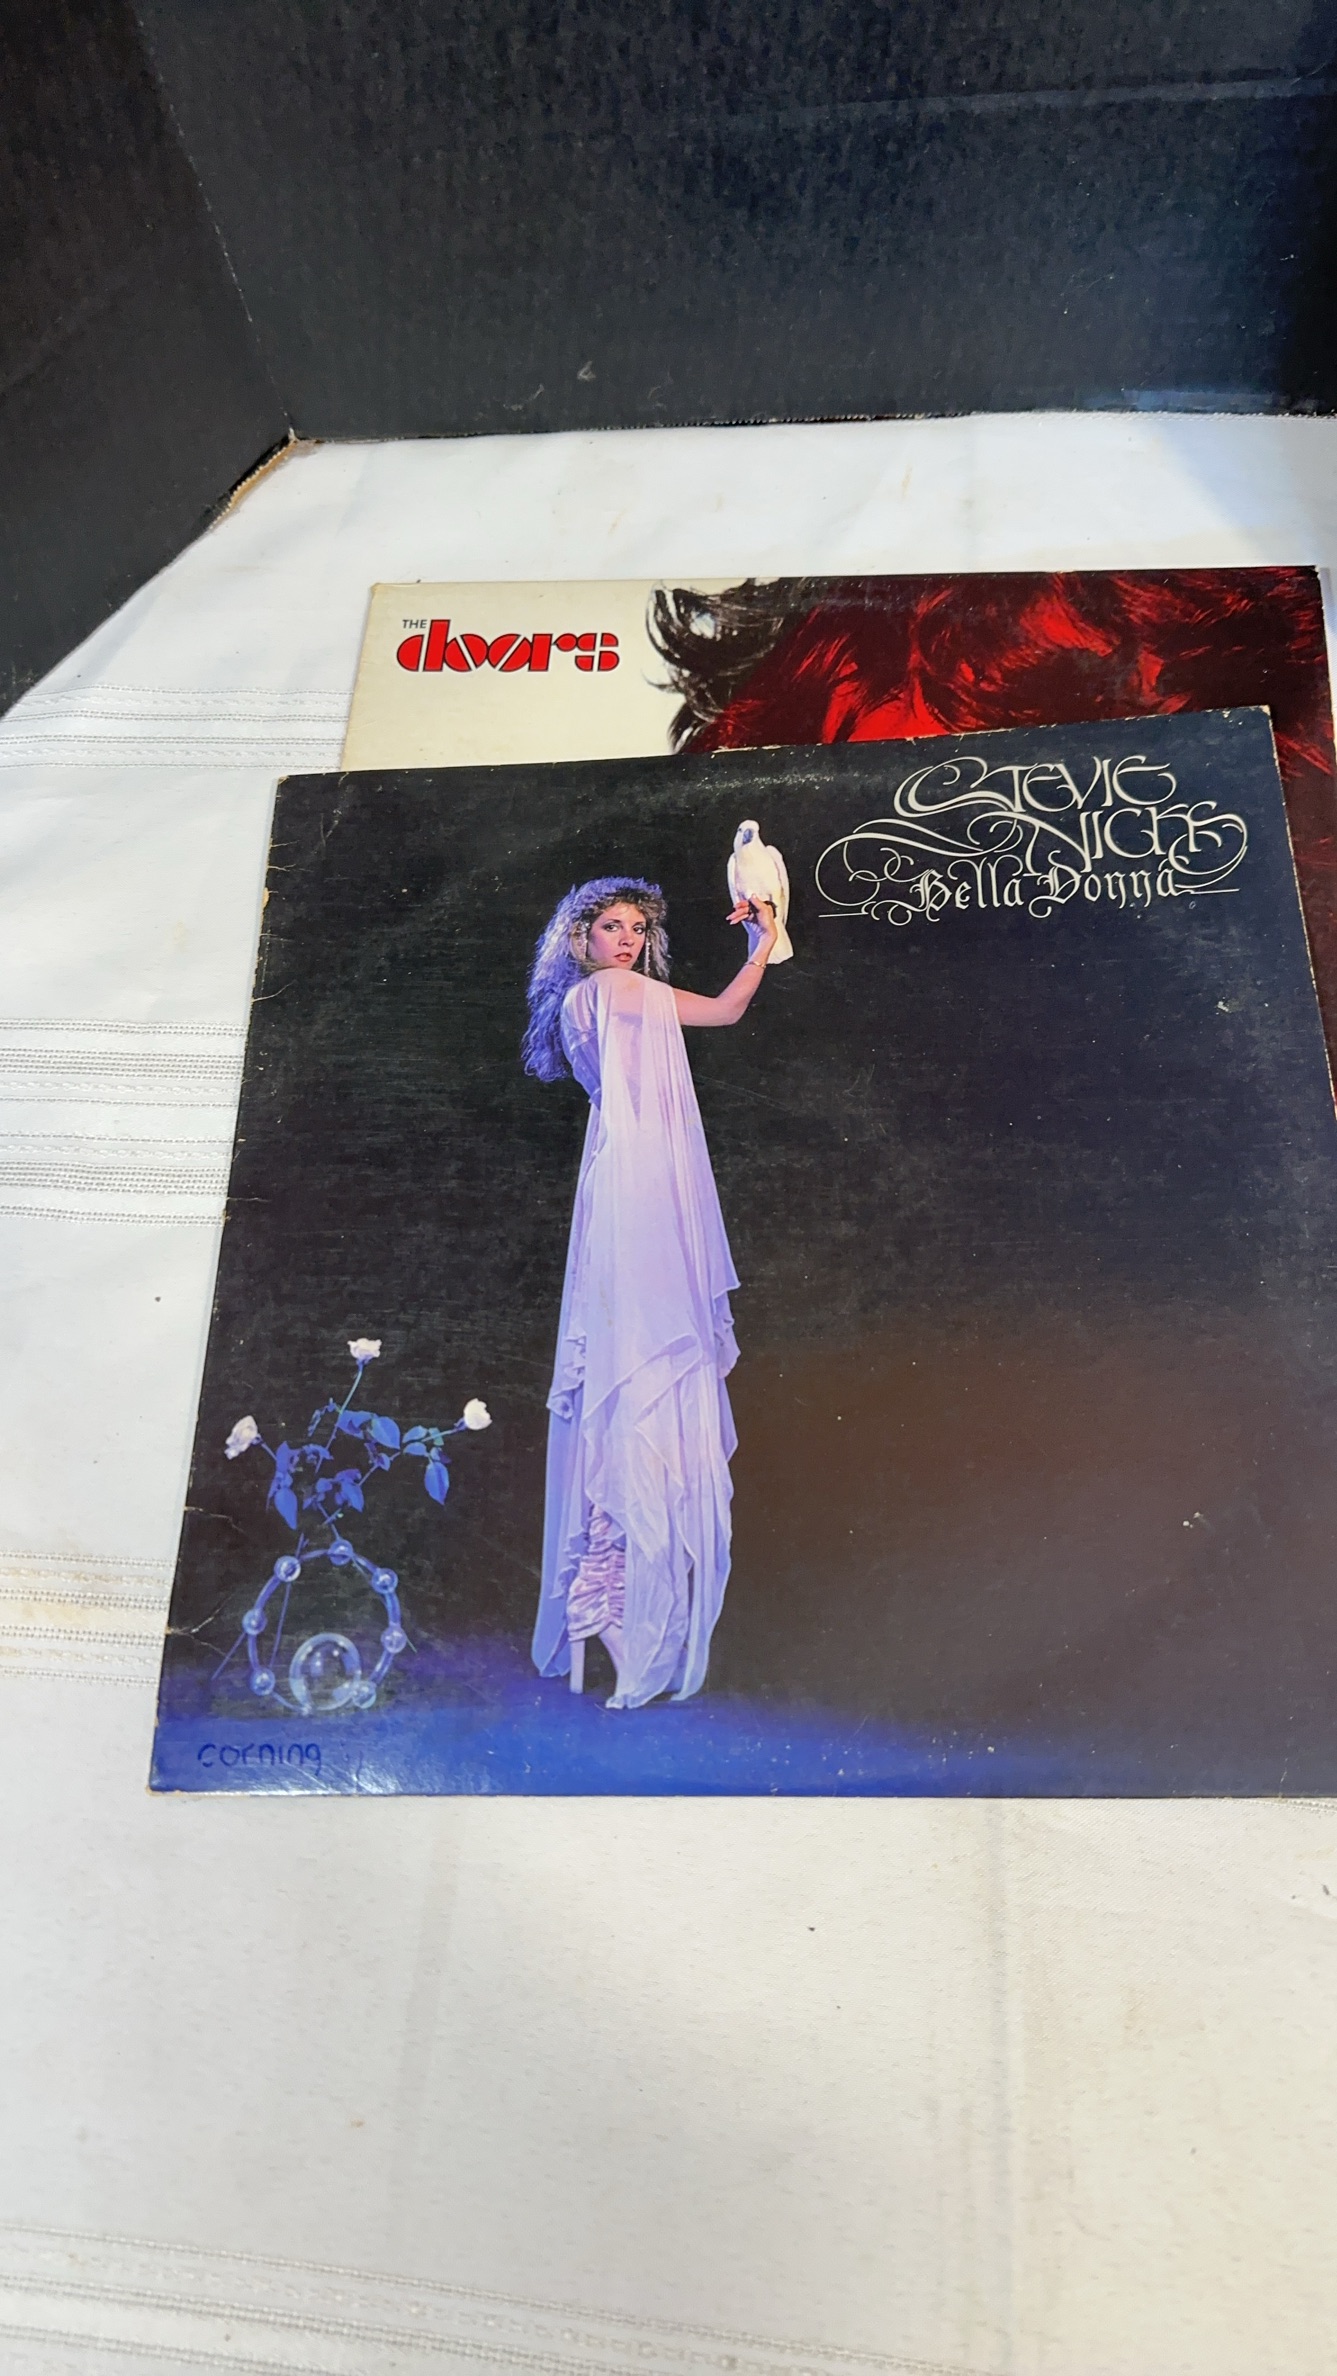 THE
doors
STEVIE
NICKS
Bella Donna
corning